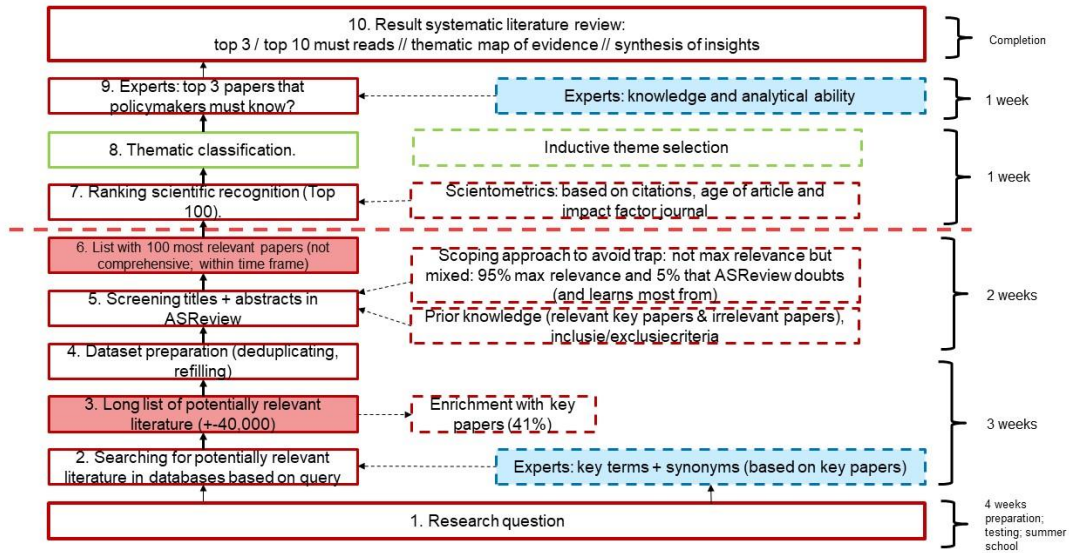 10. Result systematic literature review:
top 3 / top 10 must reads // thematic map of evidence // synthesis of insights
Completion
9. Experts: top 3 papers that
policymakers must know?
Experts: knowledge and analytical ability
1 week
8. Thematic classification.
Inductive theme selection
1 week
7. Ranking scientific recognition (Top
100).
Scientometrics: based on citations, age of article and
impact factor journal
6. List with 100 most relevant papers (not
comprehensive; within time frame)
Scoping approach to avoid trap: not max relevance but
mixed: 95% max relevance and 5% that ASReview doubts
(and learns most from)
2 weeks
5. Screening titles + abstracts in
ASReview
Prior knowledge (relevant key papers & irrelevant papers),
inclusie/exclusiecriteria
4. Dataset preparation (deduplicating,
refilling)
3. Long list of potentially relevant
literature (+-40,000)
Enrichment with key
papers (41%)
3 weeks
2. Searching for potentially relevant
literature in databases based on query
Experts: key terms + synonyms (based on key papers)
1. Research question
4 weeks
preparation;
testing; summer
school